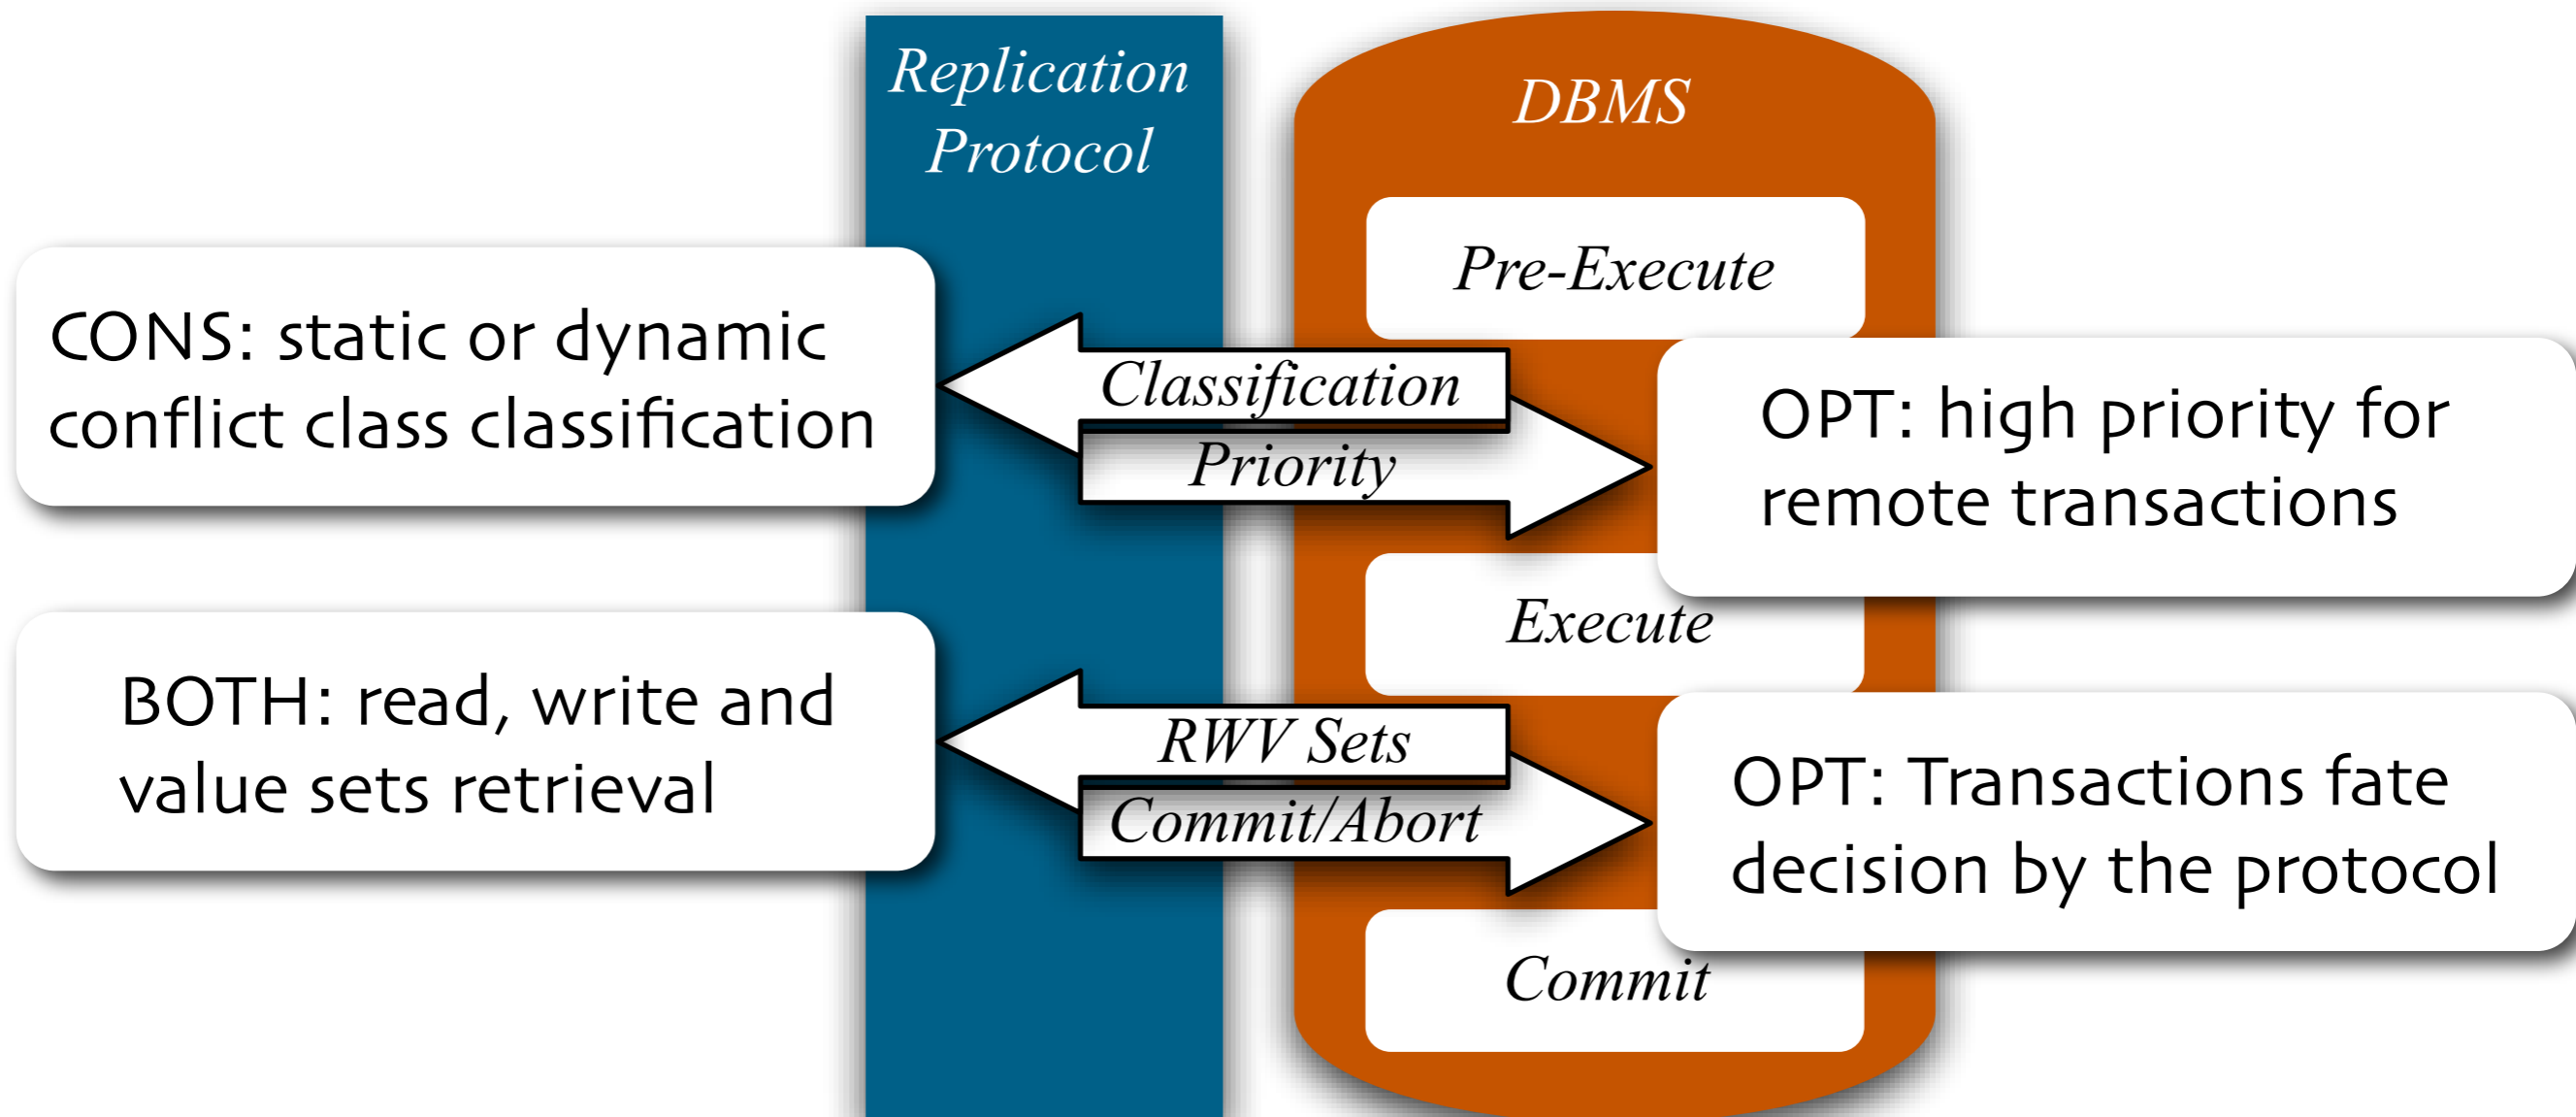 Replication
Protocol
DBMS
Pre-Execute
CONS: static or dynamic
conflict class classification
Classification
Priority
OPT: high priority for
remote transactions
Execute
BOTH: read, write and
value sets retrieval
RWV Sets
Commit/Abort
OPT: Transactions fate
decision by the protocol
Commit